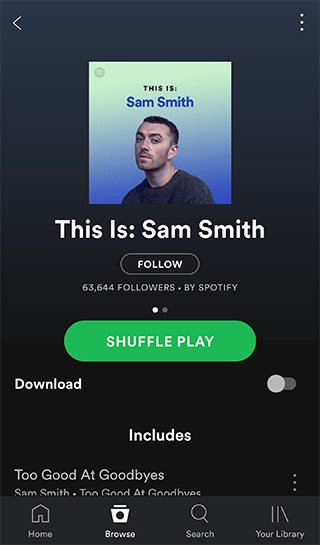 THIS IS:
Sam Smith
This Is: Sam Smith
FOLLOW
63,644 FOLLOWERS • BY SPOTIFY
SHUFFLE PLAY
Download
Includes
Too Good At Goodbyes
Sam Smith • Too Good At Goodbyes
Home
Browse
Search
Your Library